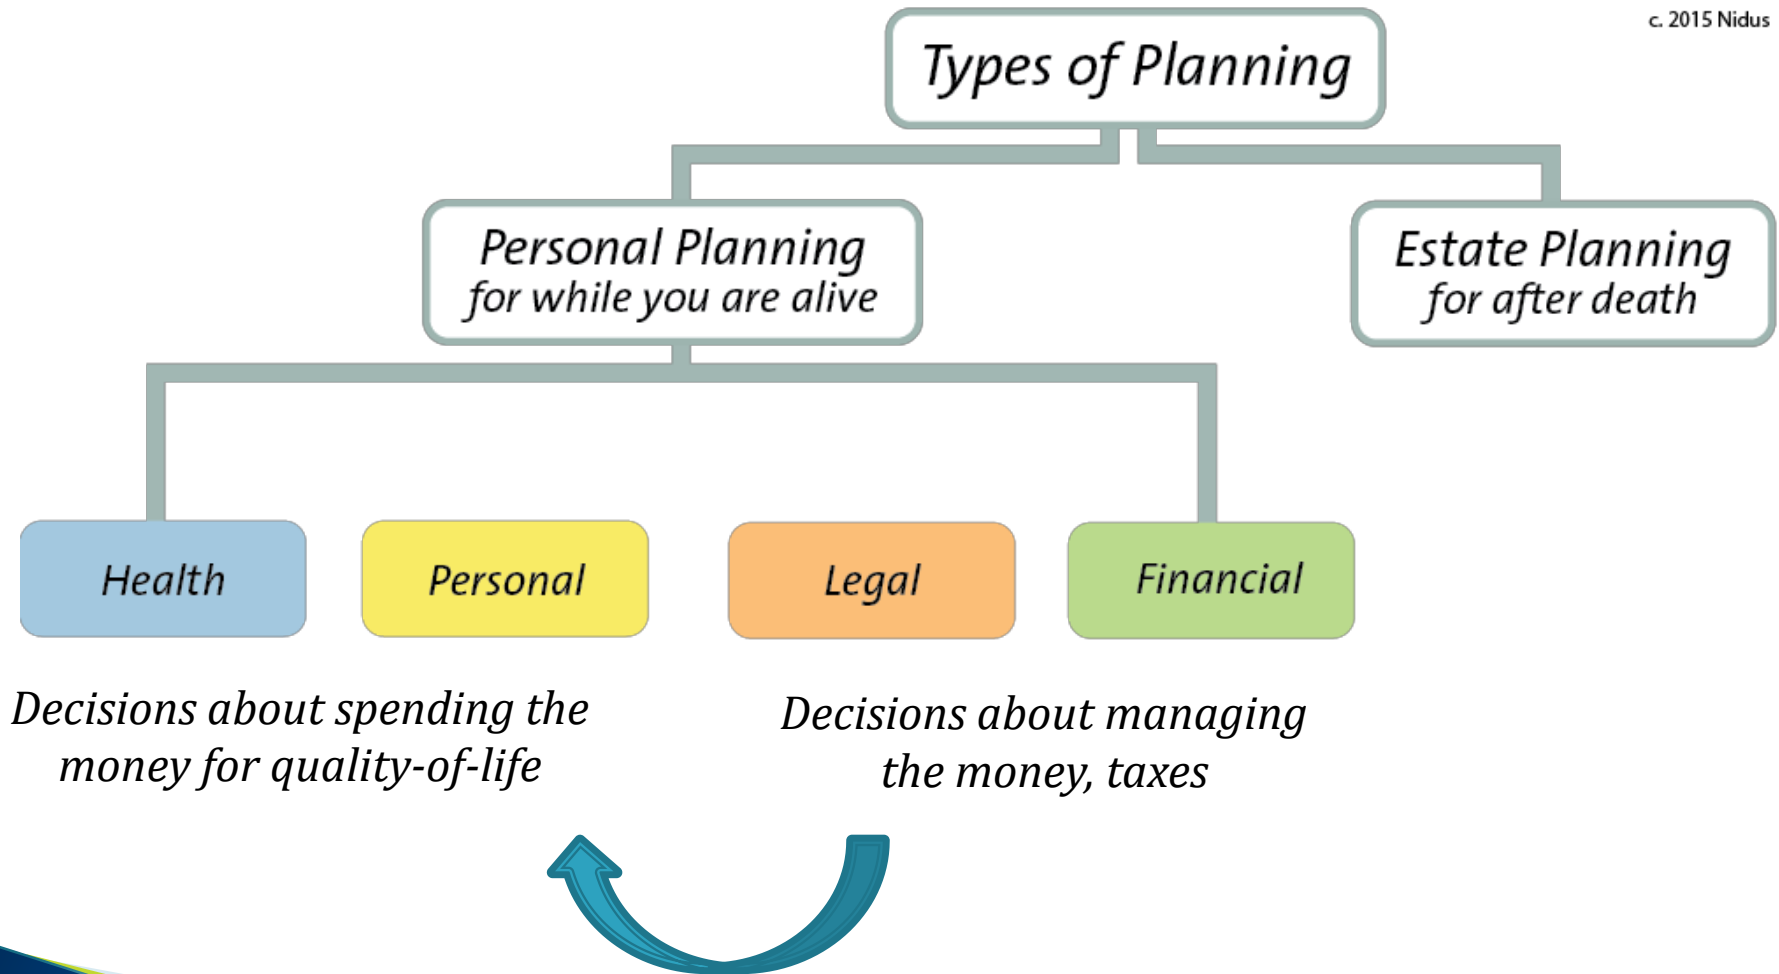 c. 2015 Nidus
Types of Planning
Personal Planning
for while you are alive
Estate Planning
for after death
Health
Personal
Legal
Financial
Decisions about spending the
money for quality-of-life
Decisions about managing
the money, taxes